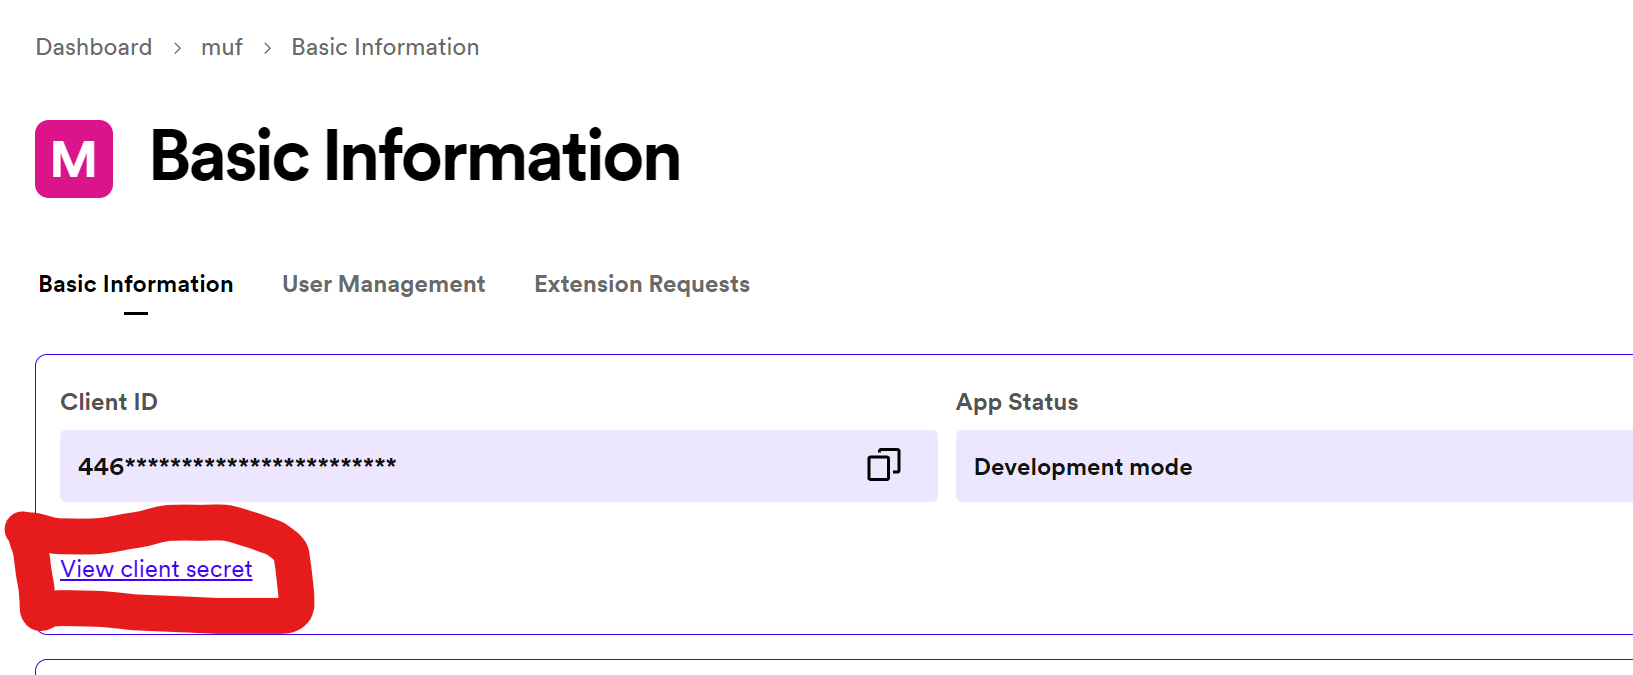 Dashboard > muf > Basic Information
M Basic Information
Basic Information User Management Extension Requests
Client ID App Status
446************************ Development mode
View client secret